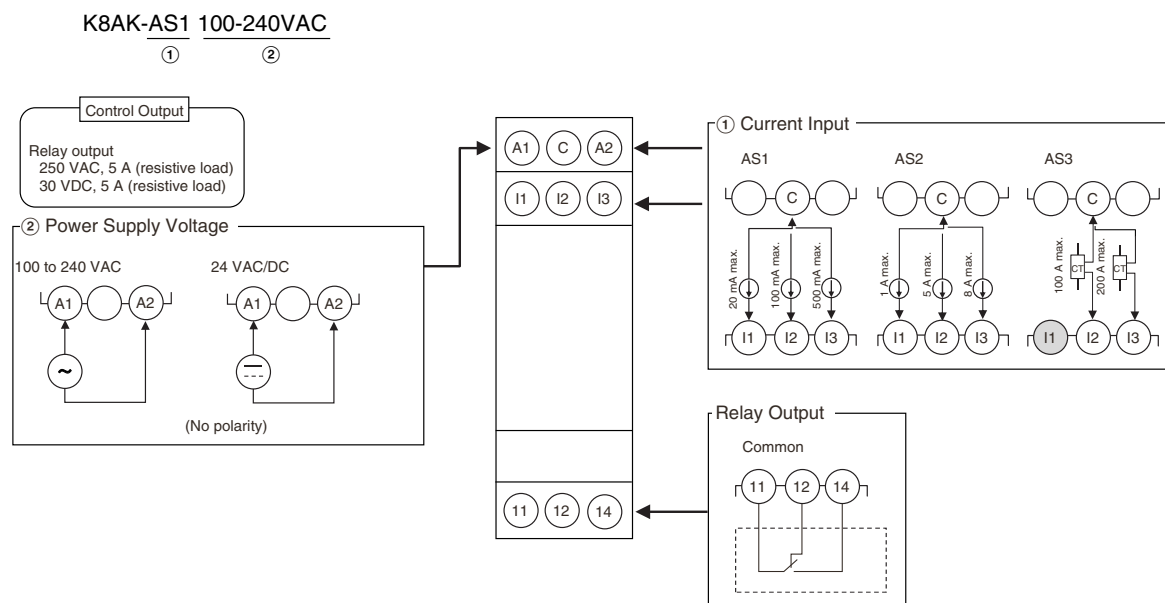 K8AK-AS1 100-240VAC
① ②
Control Output
Relay output
250 VAC, 5 A (resistive load)
30 VDC, 5 A (resistive load)
② Power Supply Voltage
100 to 240 VAC
24 VAC/DC
A1 A2
A1 A2
~
(No polarity)
A1 C A2
I1 I2 I3
11 12 14
① Current Input
AS1
AS2
AS3
C
C
C
20 mA max.
100 mA max.
500 mA max.
1 A max.
5 A max.
8 A max.
100 A max.
CT
200 A max.
CT
I1 I2 I3
I1 I2 I3
I1 I2 I3
Relay Output
Common
11 12 14